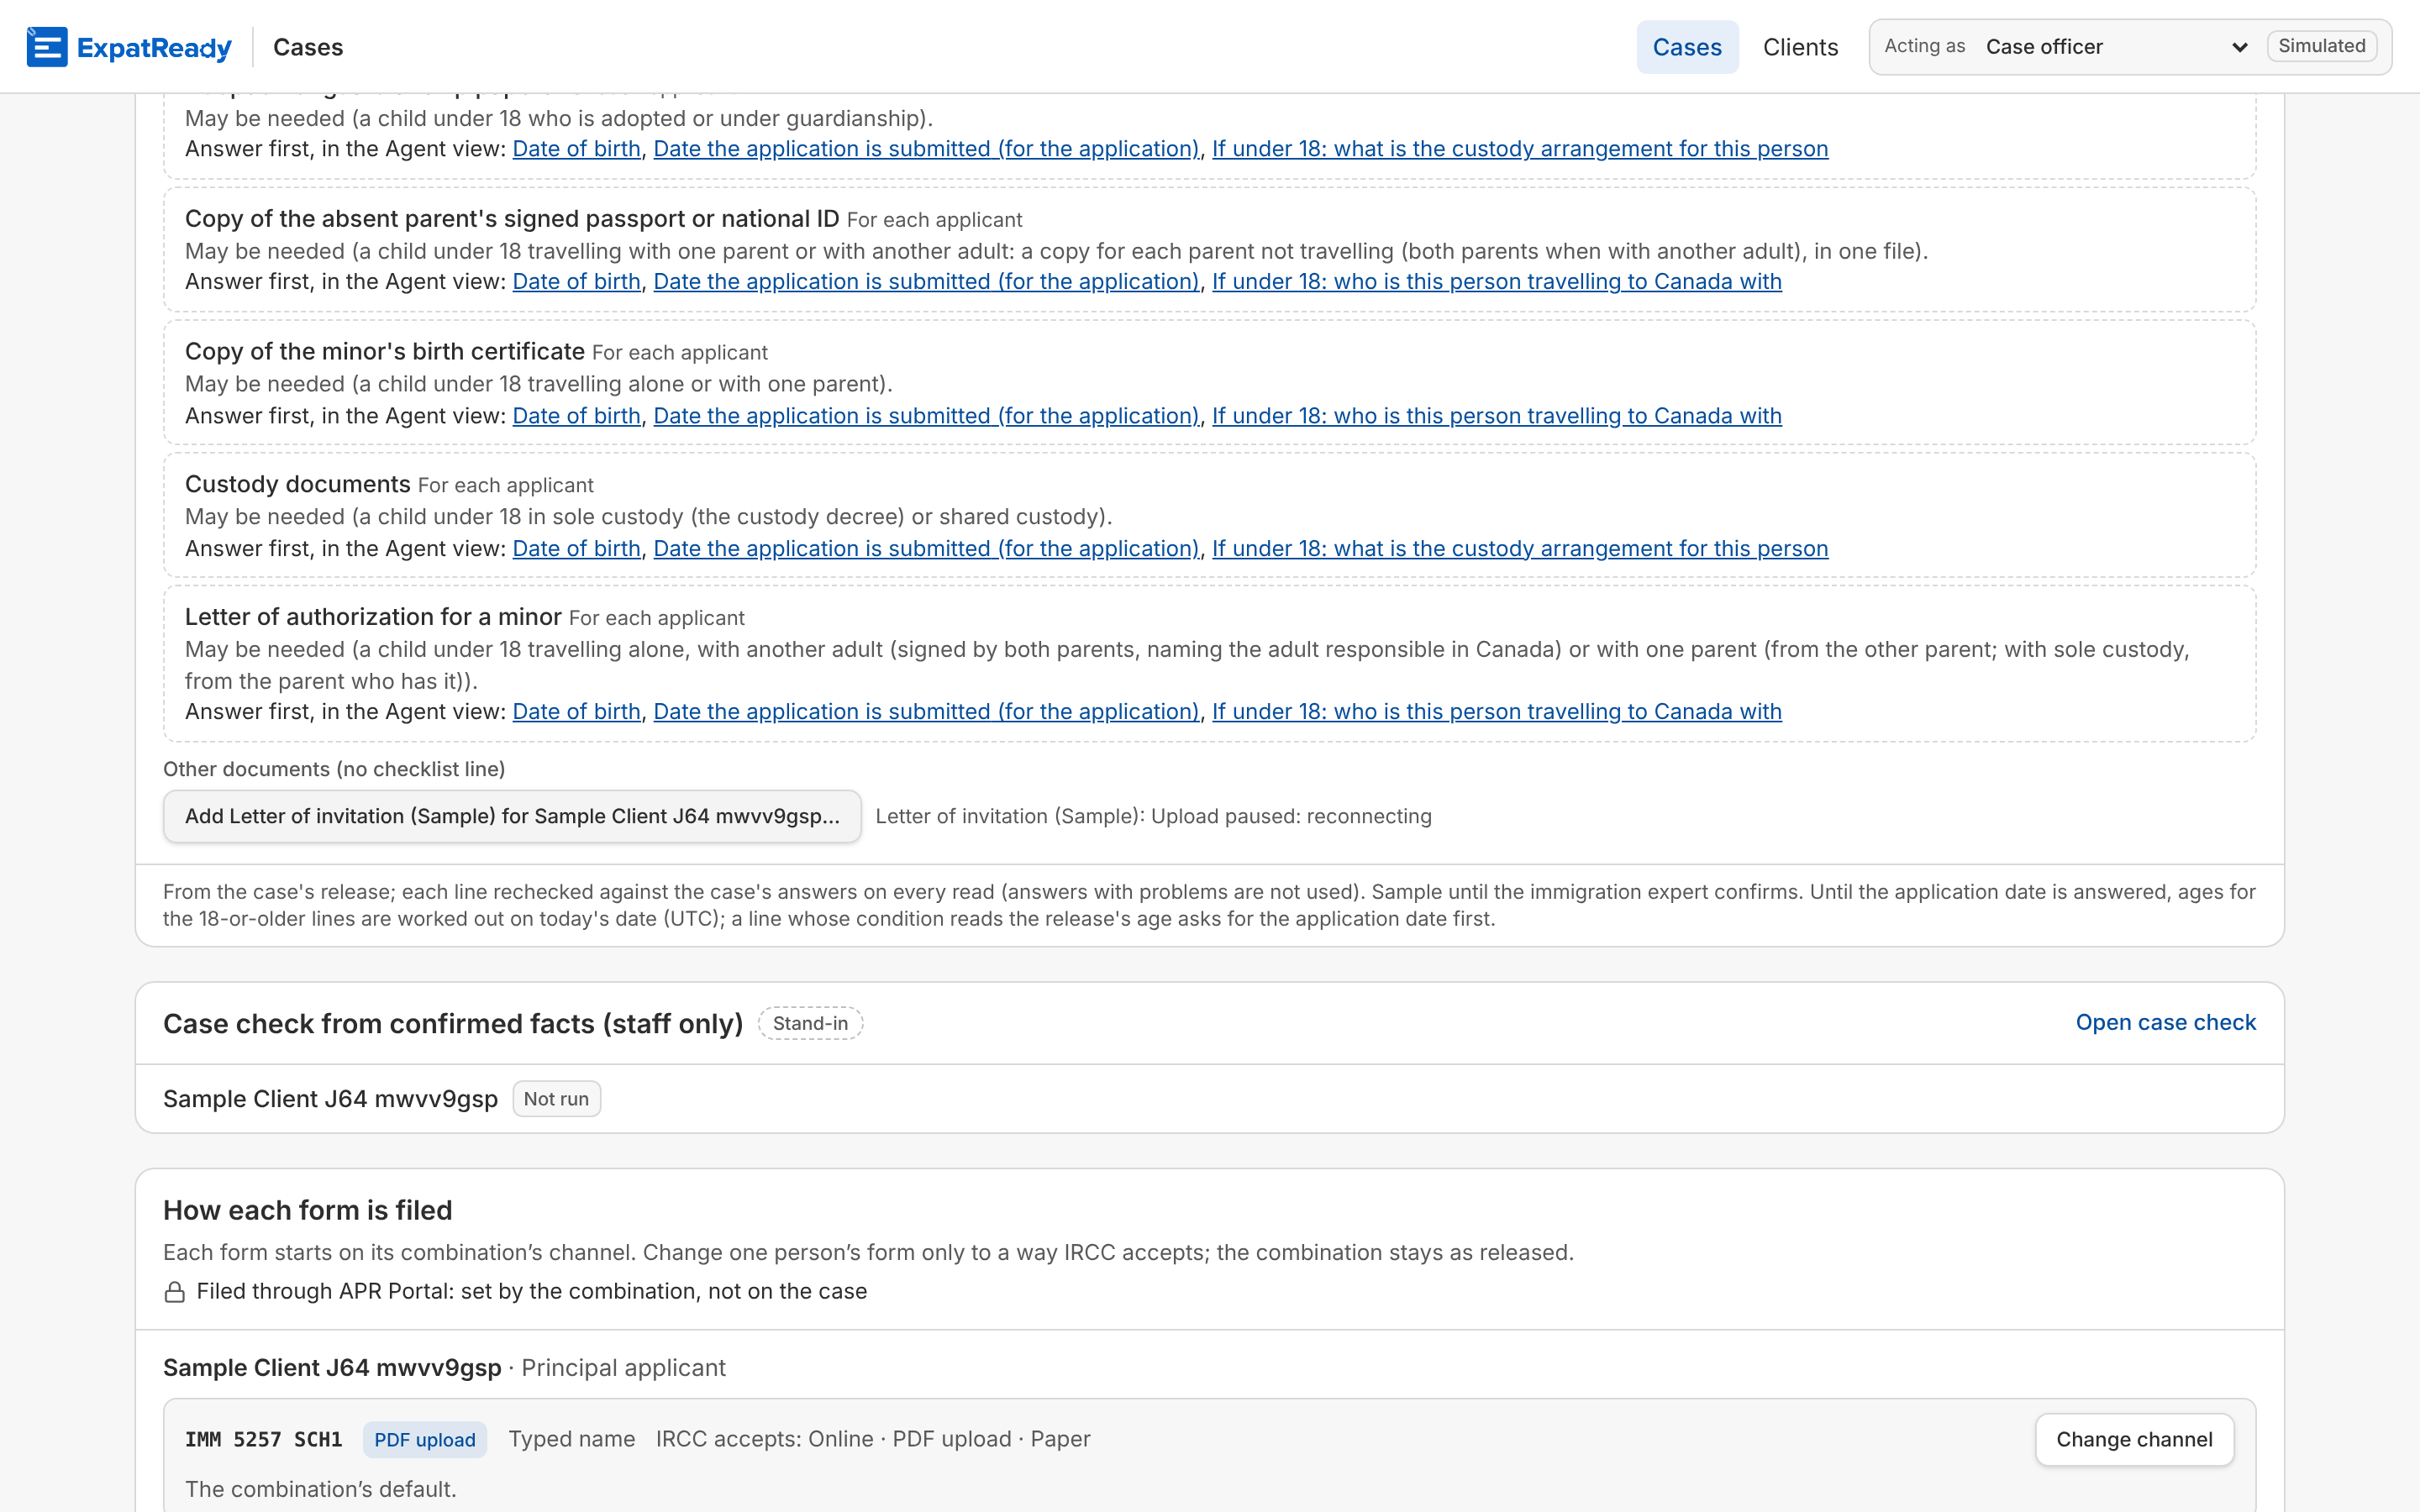 ExpatReady
Cases
Cases
Clients
Acting as
Case officer
Simulated
May be needed (a child under 18 who is adopted or under guardianship).
Answer first, in the Agent view: Date of birth, Date the application is submitted (for the application), If under 18: what is the custody arrangement for this person
Copy of the absent parent's signed passport or national ID For each applicant
May be needed (a child under 18 travelling with one parent or with another adult: a copy for each parent not travelling (both parents when with another adult), in one file).
Answer first, in the Agent view: Date of birth, Date the application is submitted (for the application), If under 18: who is this person travelling to Canada with
Copy of the minor's birth certificate For each applicant
May be needed (a child under 18 travelling alone or with one parent).
Answer first, in the Agent view: Date of birth, Date the application is submitted (for the application), If under 18: who is this person travelling to Canada with
Custody documents For each applicant
May be needed (a child under 18 in sole custody (the custody decree) or shared custody).
Answer first, in the Agent view: Date of birth, Date the application is submitted (for the application), If under 18: what is the custody arrangement for this person
Letter of authorization for a minor For each applicant
May be needed (a child under 18 travelling alone, with another adult (signed by both parents, naming the adult responsible in Canada) or with one parent (from the other parent; with sole custody,
from the parent who has it)).
Answer first, in the Agent view: Date of birth, Date the application is submitted (for the application), If under 18: who is this person travelling to Canada with
Other documents (no checklist line)
Add Letter of invitation (Sample) for Sample Client J64 mwvv9gsp...
Letter of invitation (Sample): Upload paused: reconnecting
From the case's release; each line rechecked against the case's answers on every read (answers with problems are not used). Sample until the immigration expert confirms. Until the application date is answered, ages for
the 18-or-older lines are worked out on today's date (UTC); a line whose condition reads the release's age asks for the application date first.
Case check from confirmed facts (staff only)
Stand-in
Open case check
Sample Client J64 mwvv9gsp
Not run
How each form is filed
Each form starts on its combination’s channel. Change one person’s form only to a way IRCC accepts; the combination stays as released.
Filed through APR Portal: set by the combination, not on the case
Sample Client J64 mwvv9gsp · Principal applicant
IMM 5257 SCH1
PDF upload
Typed name
IRCC accepts: Online · PDF upload · Paper
Change channel
The combination’s default.